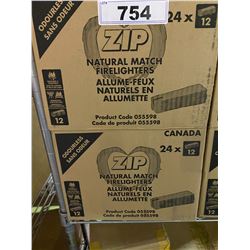 754
ODOURLESS
SANS ODEUR
24 x
12
ZIP
NATURAL MATCH
FIRELIGHTERS
ALLUME-FEUX
NATURELS EN
ALLUMETTE
12
Product Code 055598
Code de produit 055598
CANADA
ODOURLESS
SANS ODEUR
24 x
12
ZIP
NATURAL MATCH
FIRELIGHTERS
ALLUME-FEUX
NATURELS EN
ALLUMETTE
12
Product Code 055598
Code de produit 055598